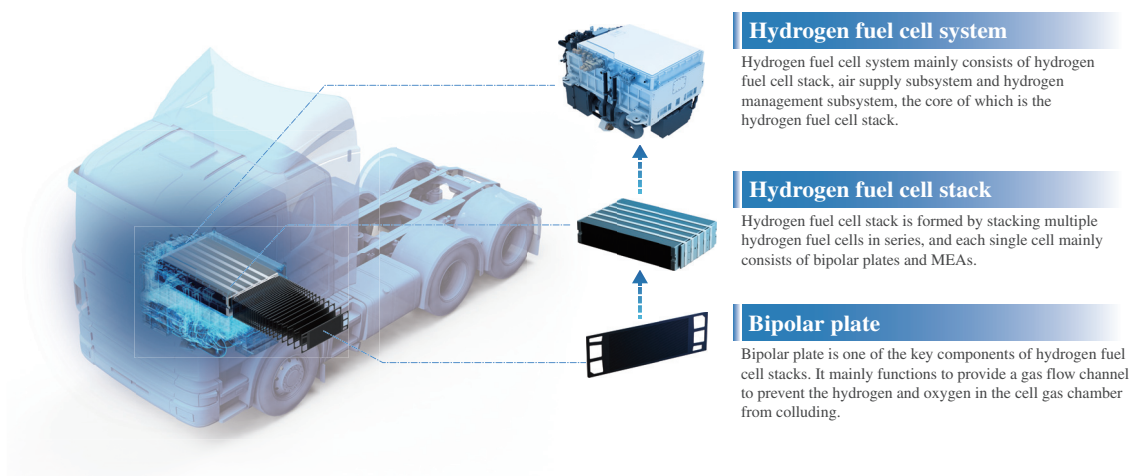 Hydrogen fuel cell system
Hydrogen fuel cell system mainly consists of hydrogen
fuel cell stack, air supply subsystem and hydrogen
management subsystem, the core of which is the
hydrogen fuel cell stack.
Hydrogen fuel cell stack
Hydrogen fuel cell stack is formed by stacking multiple
hydrogen fuel cells in series, and each single cell mainly
consists of bipolar plates and MEAs.
Bipolar plate
Bipolar plate is one of the key components of hydrogen fuel
cell stacks. It mainly functions to provide a gas flow channel
to prevent the hydrogen and oxygen in the cell gas chamber
from colluding.